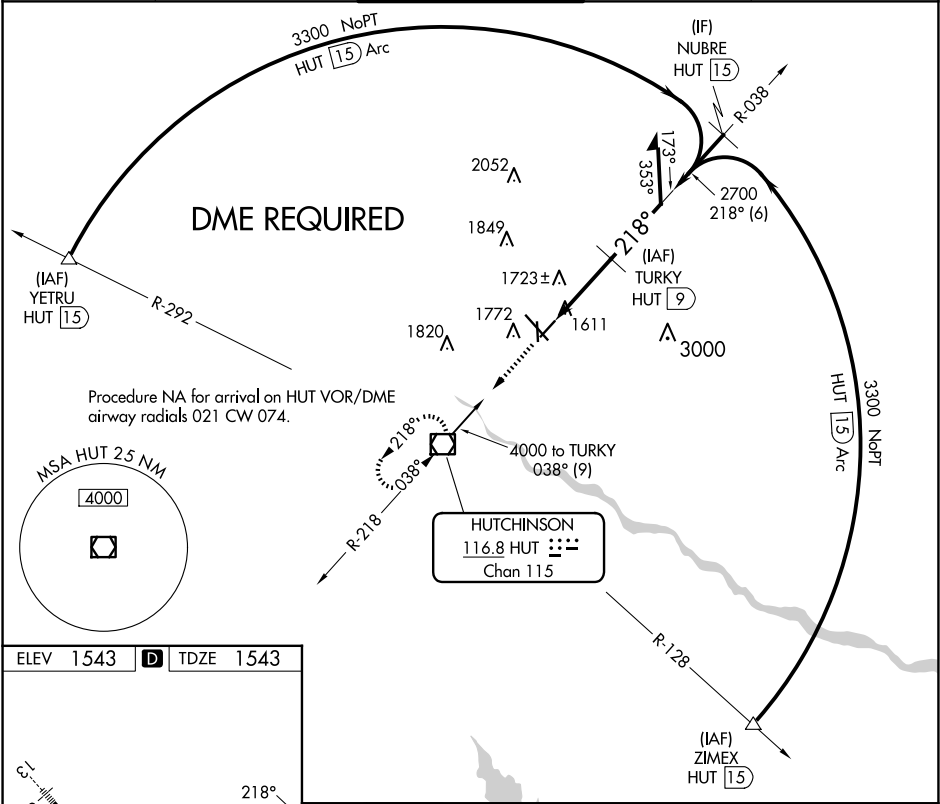 3300 NoPT
HUT 15 Arc
(IF)
NUBRE
HUT 15
R-038
173°
353°
2052
2700
218° (6)
DME REQUIRED
1849
218°
(IAF)
TURKY
HUT 9
1723±
(IAF)
YETRU
HUT 15
R-292
1772
1611
1820
3000
Procedure NA for arrival on HUT VOR/DME
airway radials 021 CW 074.
3300 NoPT
HUT 15 Arc
218°
038°
4000 to TURKY
038° (9)
MSA HUT 25 NM
4000
R-218
HUTCHINSON
116.8 HUT
Chan 115
R-128
ELEV 1543 D TDZE 1543
(IAF)
ZIMEX
HUT 15
13
218°